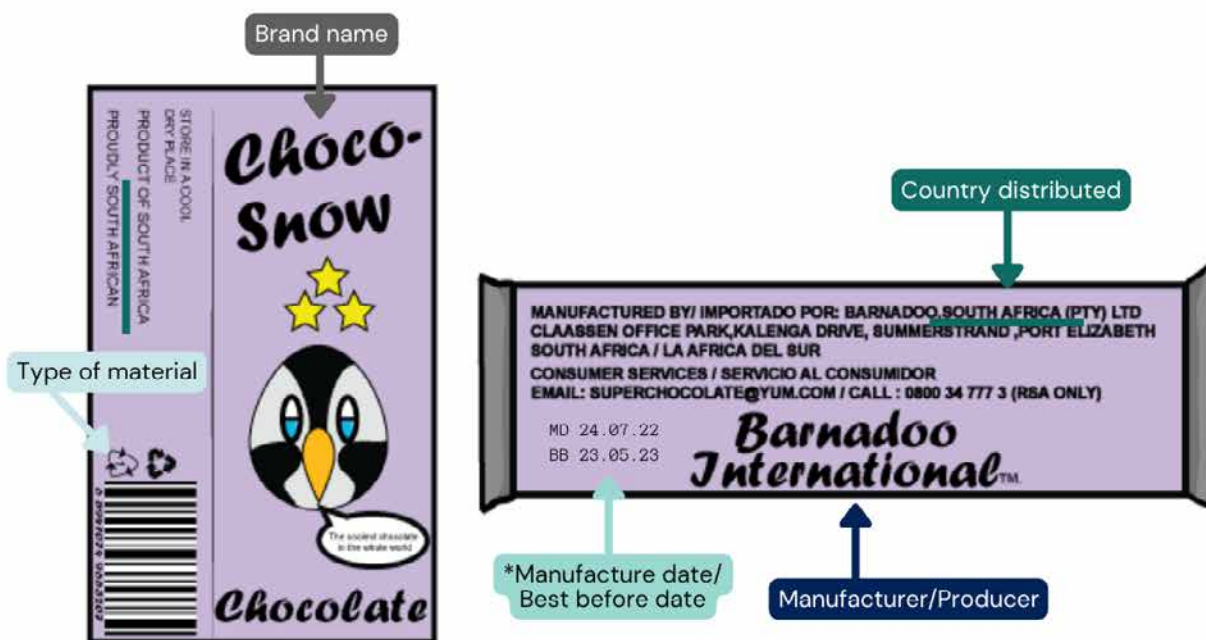 Brand name
STORE IN A COOL
DRY PLACE
PRODUCT OF SOUTH AFRICA
PROUDLY SOUTH AFRICAN
Choco-
Snow
The coolest chocolate
in the whole world
Chocolate
Type of material
Country distributed
MANUFACTURED BY/ IMPORTADO POR: BARNADOO,SOUTH AFRICA (PTY) LTD
CLAASSEN OFFICE PARK,KALENGA DRIVE, SUMMERSTRAND ,PORT ELIZABETH
SOUTH AFRICA / LA AFRICA DEL SUR
CONSUMER SERVICES / SERVICIO AL CONSUMIDOR
EMAIL: SUPERCHOCOLATE@YUM.COM / CALL : 0800 34 777 3 (RSA ONLY)
MD 24.07.22
BB 23.05.23
Barnadoo
International™
*Manufacture date/
Best before date
Manufacturer/Producer